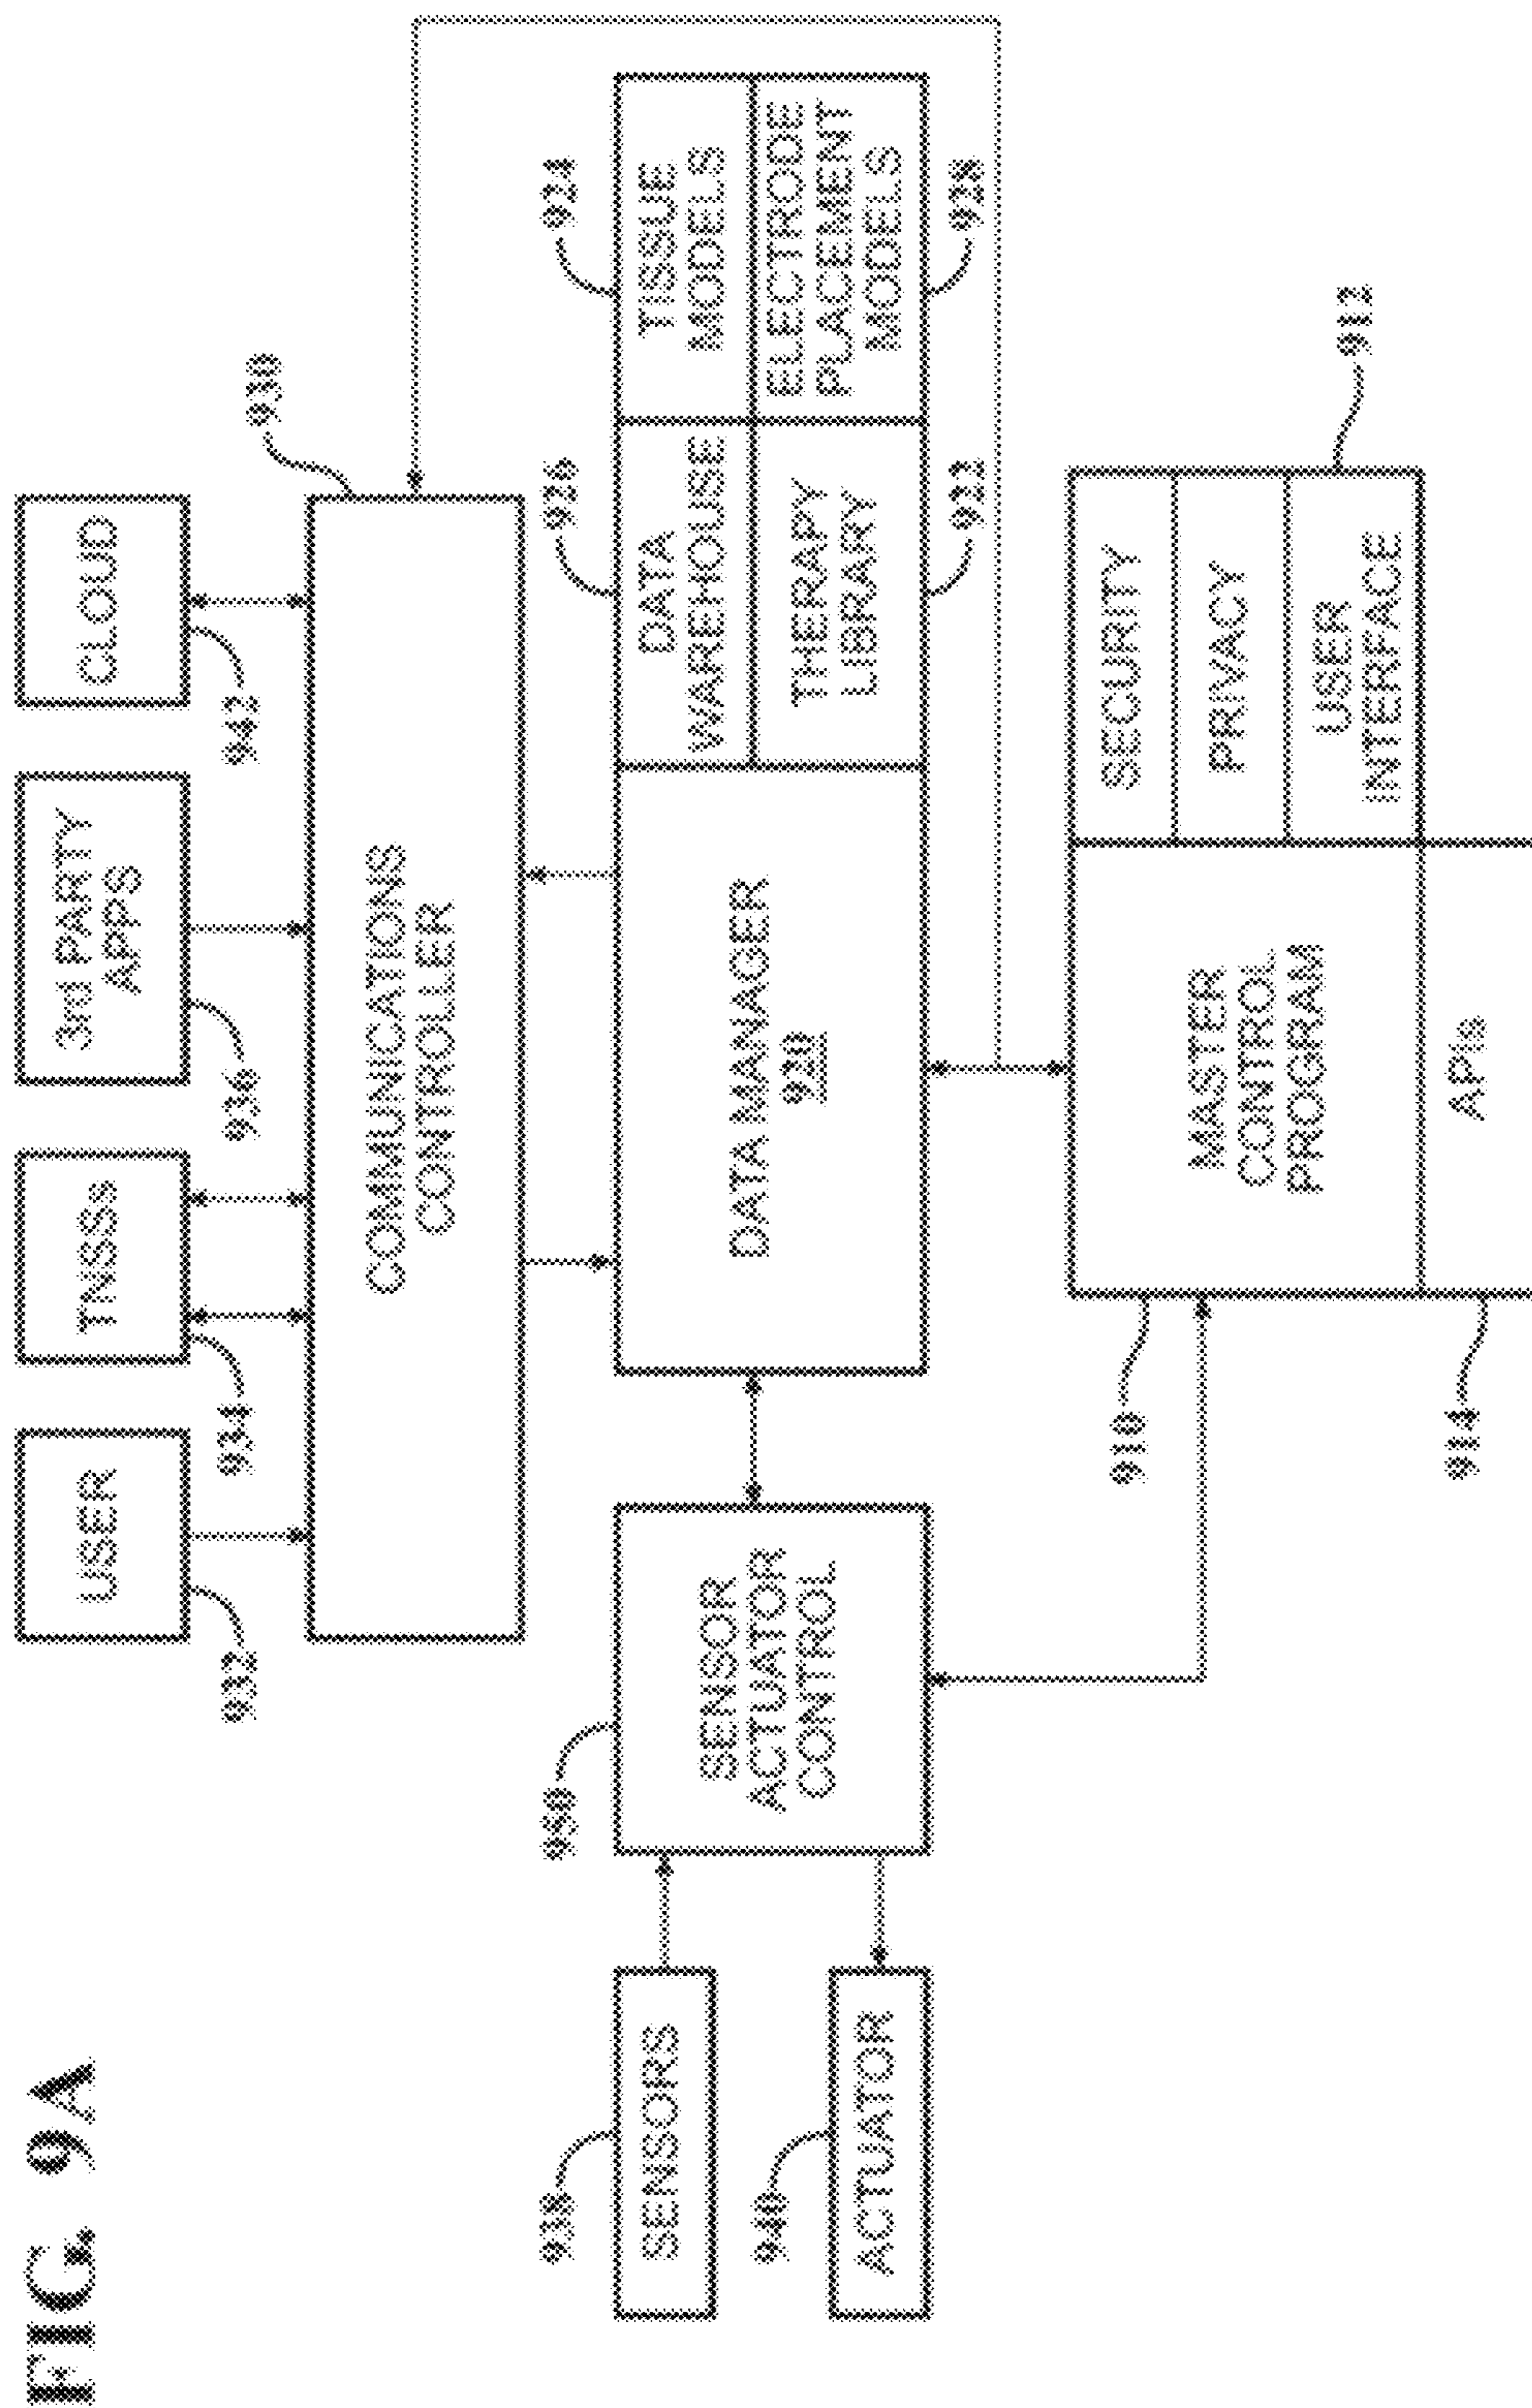 FIG. 9A
USER
932
TNSSs
934
3rd PARTY
APPS
936
CLOUD
942
930
COMMUNICATIONS
CONTROLLER
938
SENSORS
940
ACTUATOR
950
SENSOR
ACTUATOR
CONTROL
DATA MANAGER
920
926
DATA
WAREHOUSE
924
TISSUE
MODELS
THERAPY
LIBRARY
922
ELECTRODE
PLACEMENT
MODELS
928
910
MASTER
CONTROL
PROGRAM
SECURITY
PRIVACY
USER
INTERFACE
912
914
APIs